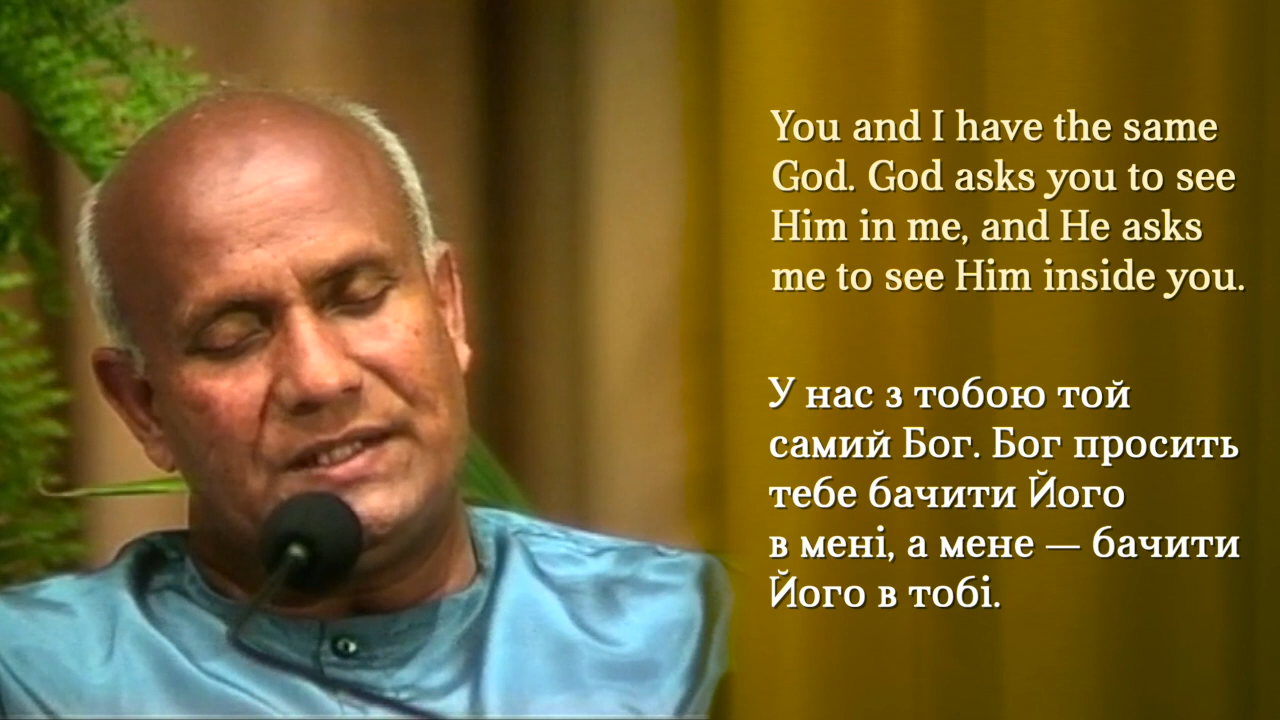 You and I have the same
God. God asks you to see
Him in me, and He asks
me to see Him inside you.
У нас з тобою той
самий Бог. Бог просить
тебе бачити Його
в мені, а мене — бачити
Його в тобі.